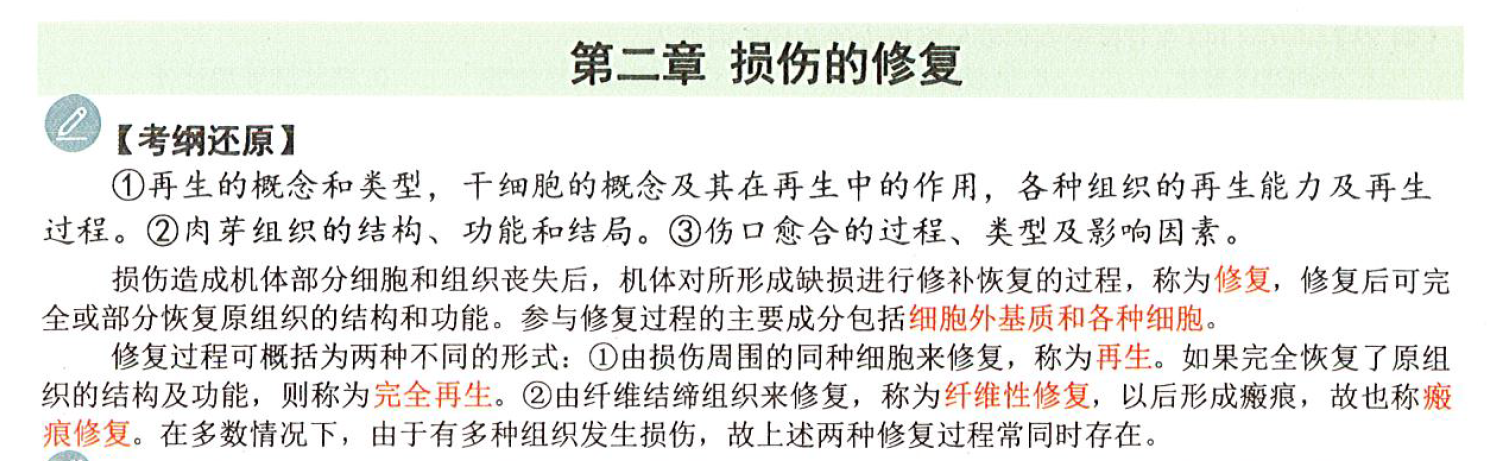 第二章 损伤的修复
【考纲还原】
①再生的概念和类型，干细胞的概念及其在再生中的作用，各种组织的再生能力及再生
过程。②肉芽组织的结构、功能和结局。③伤口愈合的过程、类型及影响因素。
损伤造成机体部分细胞和组织丧失后，机体对所形成缺损进行修补恢复的过程，称为修复，修复后可完
全或部分恢复原组织的结构和功能。参与修复过程的主要成分包括细胞外基质和各种细胞。
修复过程可概括为两种不同的形式：①由损伤周围的同种细胞来修复，称为再生。如果完全恢复了原组
织的结构及功能，则称为完全再生。②由纤维结缔组织来修复，称为纤维性修复，以后形成瘢痕，故也称瘢
痕修复。在多数情况下，由于有多种组织发生损伤，故上述两种修复过程常同时存在。